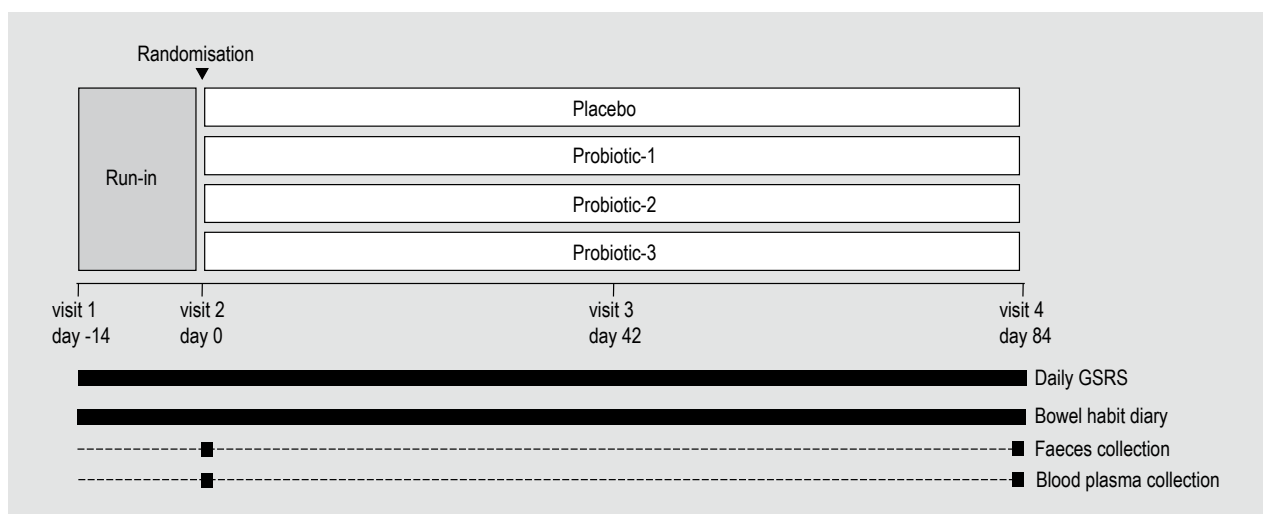 Randomisation
Placebo
Probiotic-1
Run-in
Probiotic-2
Probiotic-3
visit 1
day -14
visit 2
day 0
visit 3
day 42
visit 4
day 84
Daily GSRS
Bowel habit diary
Faeces collection
Blood plasma collection